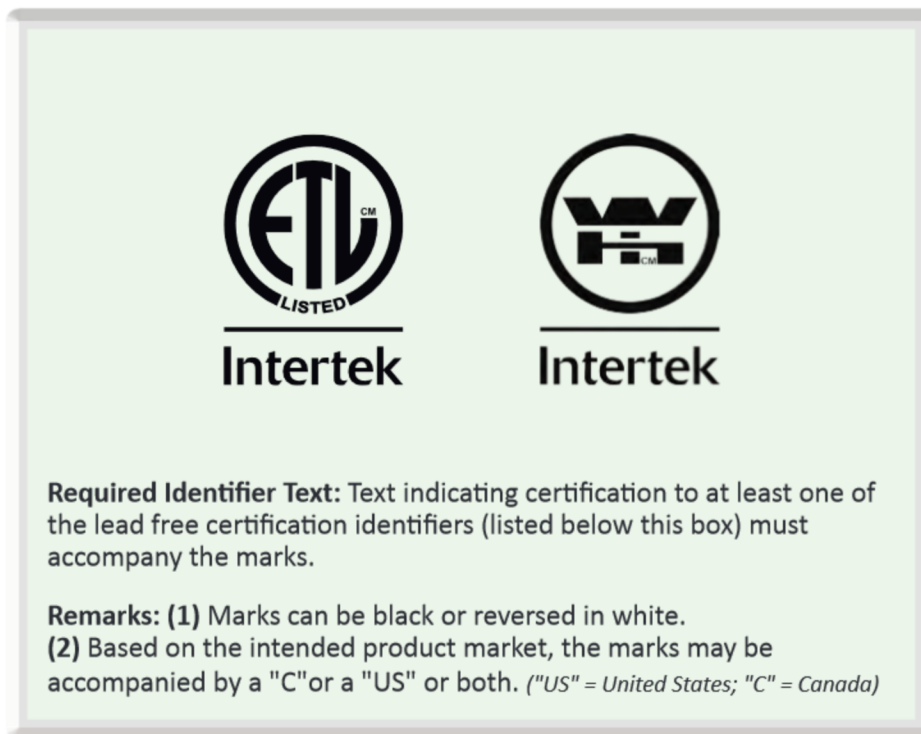 ETL CM
LISTED
Intertek
WH CM
Intertek
Required Identifier Text: Text indicating certification to at least one of
the lead free certification identifiers (listed below this box) must
accompany the marks.
Remarks: (1) Marks can be black or reversed in white.
(2) Based on the intended product market, the marks may be
accompanied by a "C"or a "US" or both. ("US" = United States; "C" = Canada)